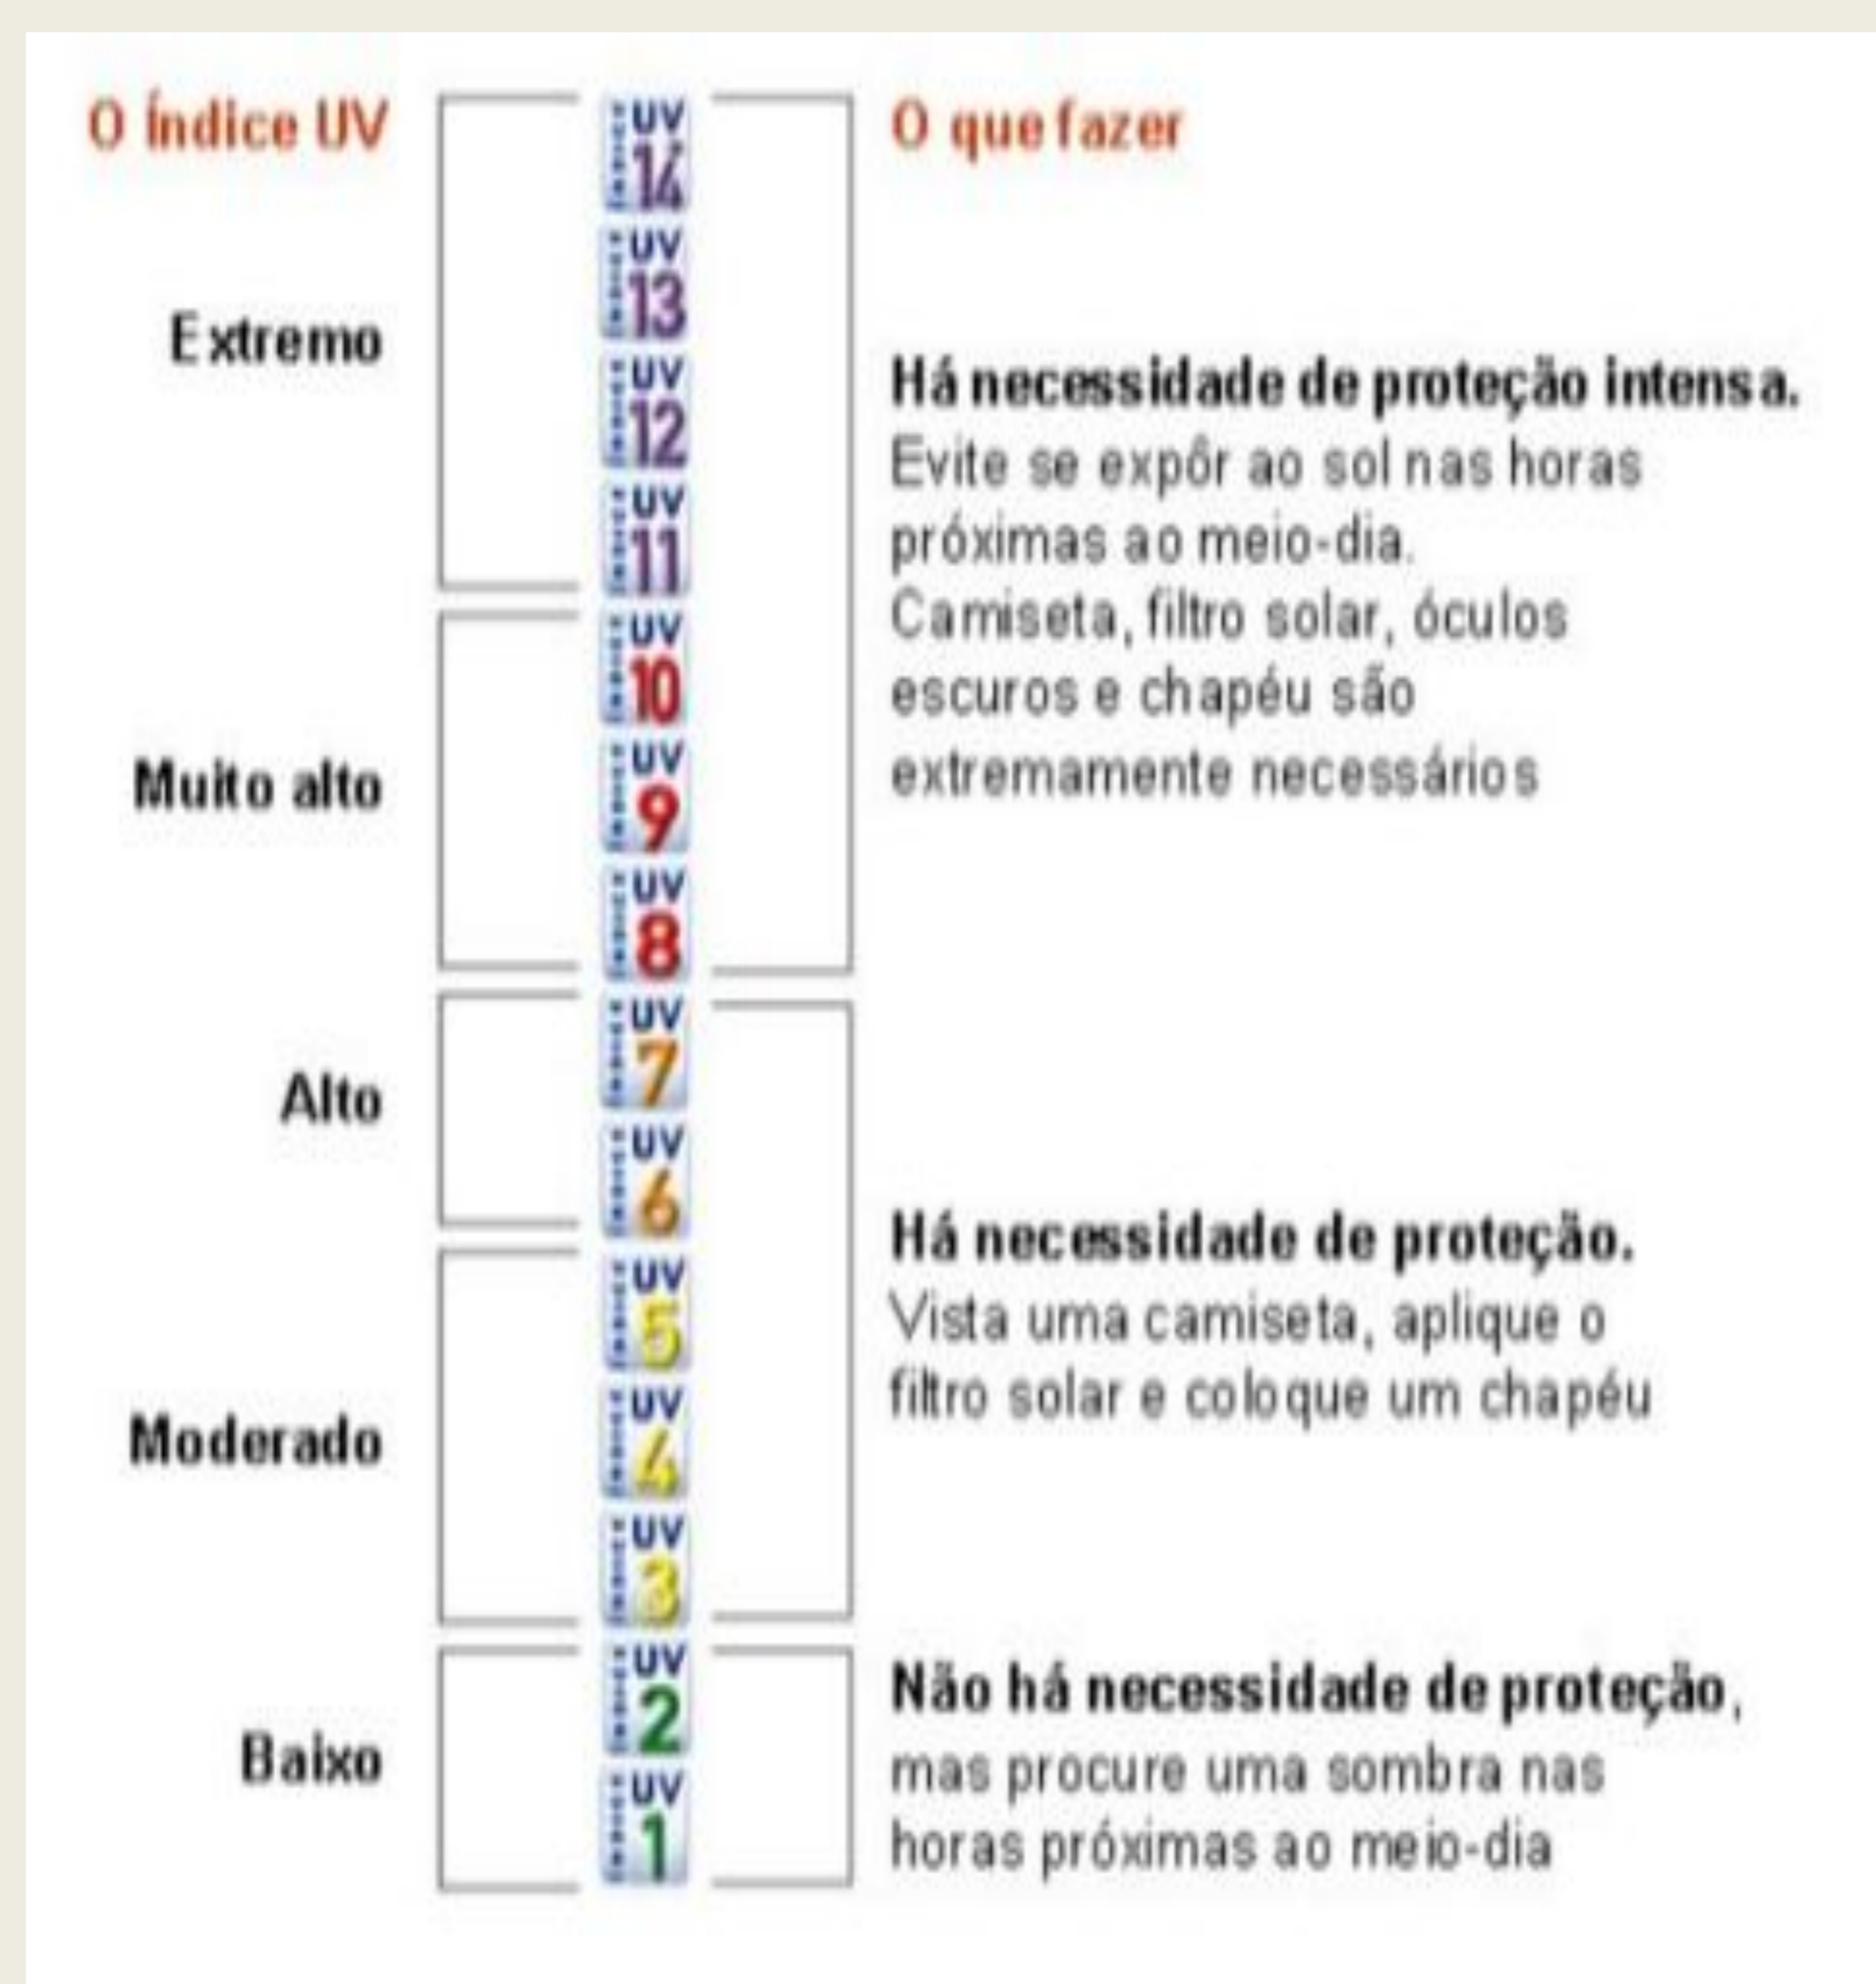 O Índice UV
O que fazer
Extremo
Muito alto
Alto
Moderado
Baixo
UV
14
UV
13
UV
12
UV
11
UV
10
UV
9
UV
8
UV
7
UV
6
UV
5
UV
4
UV
3
UV
2
UV
1
Há necessidade de proteção intensa.
Evite se expôr ao sol nas horas
próximas ao meio-dia.
Camiseta, filtro solar, óculos
escuros e chapéu são
extremamente necessários
Há necessidade de proteção.
Vista uma camiseta, aplique o
filtro solar e coloque um chapéu
Não há necessidade de proteção,
mas procure uma sombra nas
horas próximas ao meio-dia